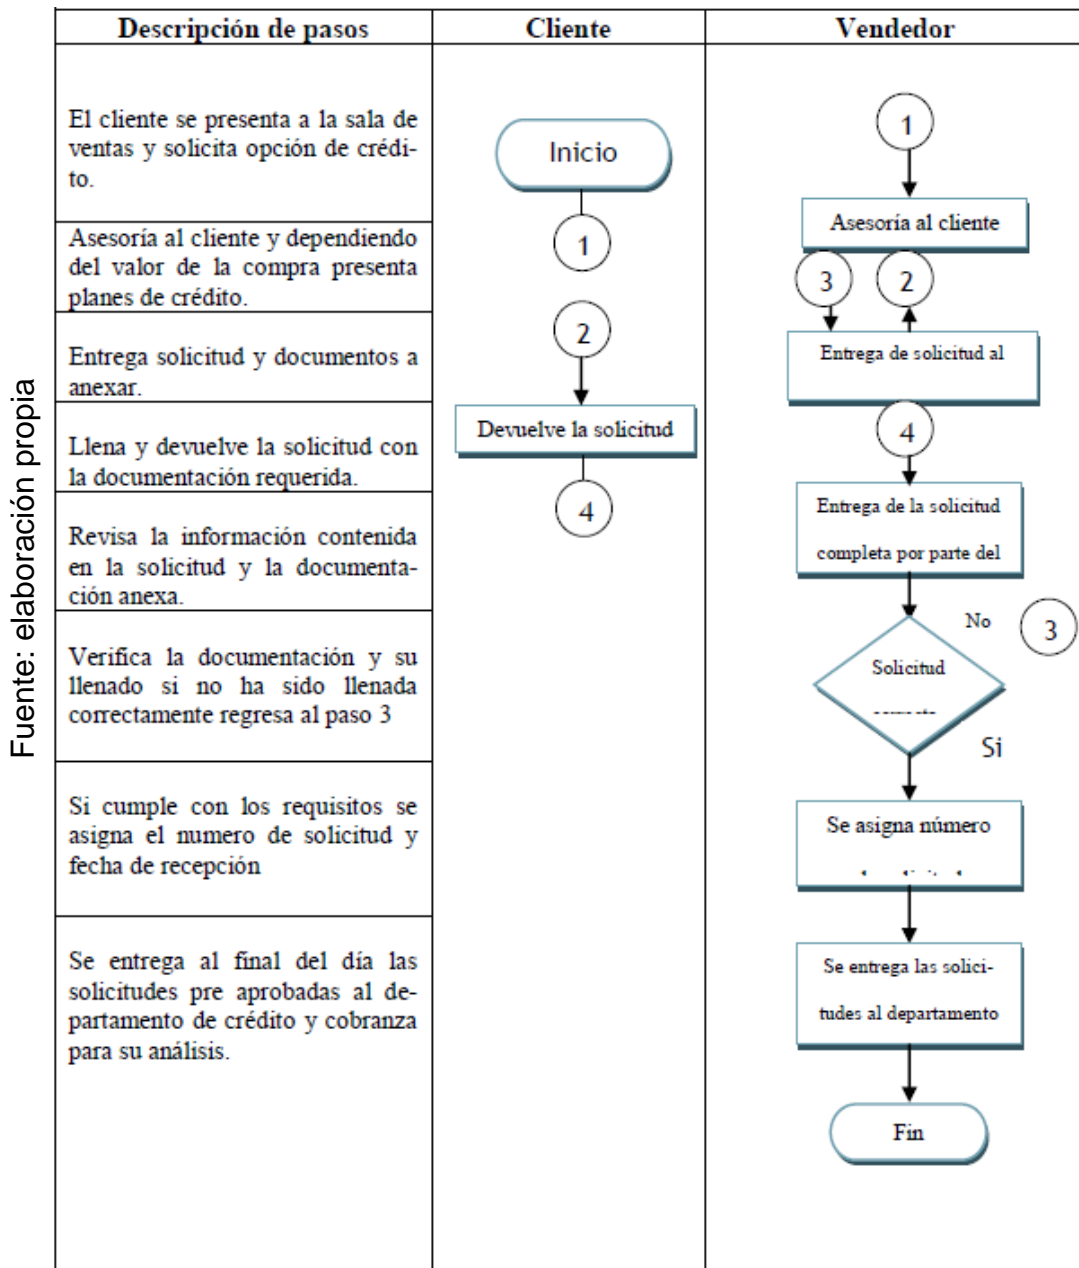 Fuente: elaboración propia
Descripción de pasos
Cliente
Vendedor
El cliente se presenta a la sala de
ventas y solicita opción de crédi-
to.
Asesoría al cliente y dependiendo
del valor de la compra presenta
planes de crédito.
Entrega solicitud y documentos a
anexar.
Llena y devuelve la solicitud con
la documentación requerida.
Revisa la información contenida
en la solicitud y la documenta-
ción anexa.
Verifica la documentación y su
llenado si no ha sido llenada
correctamente regresa al paso 3
Si cumple con los requisitos se
asigna el numero de solicitud y
fecha de recepción
Se entrega al final del día las
solicitudes pre aprobadas al de-
partamento de crédito y cobranza
para su análisis.
Inicio
1
2
Devuelve la solicitud
4
1
Asesoría al cliente
3
2
Entrega de solicitud al
4
Entrega de la solicitud
completa por parte del
No
3
Solicitud
Si
Se asigna número
Se entrega las solici-
tudes al departamento
Fin